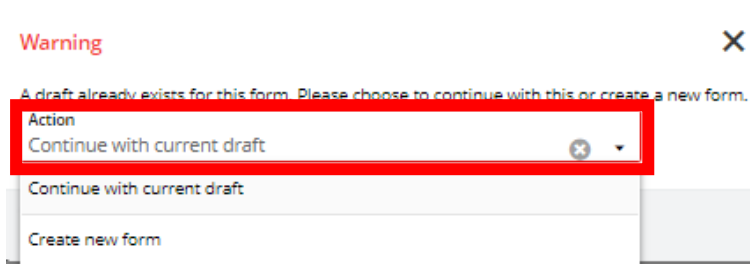 Warning
A draft already exists for this form. Please choose to continue with this or create a new form.
Action
Continue with current draft
Continue with current draft
Create new form